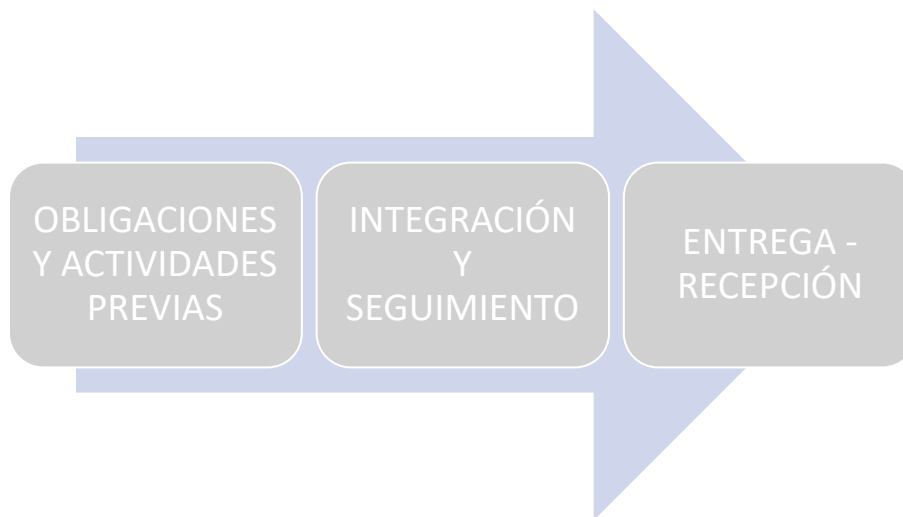 OBLIGACIONES
Y ACTIVIDADES
PREVIAS
INTEGRACIÓN
Y
SEGUIMIENTO
ENTREGA -
RECEPCIÓN